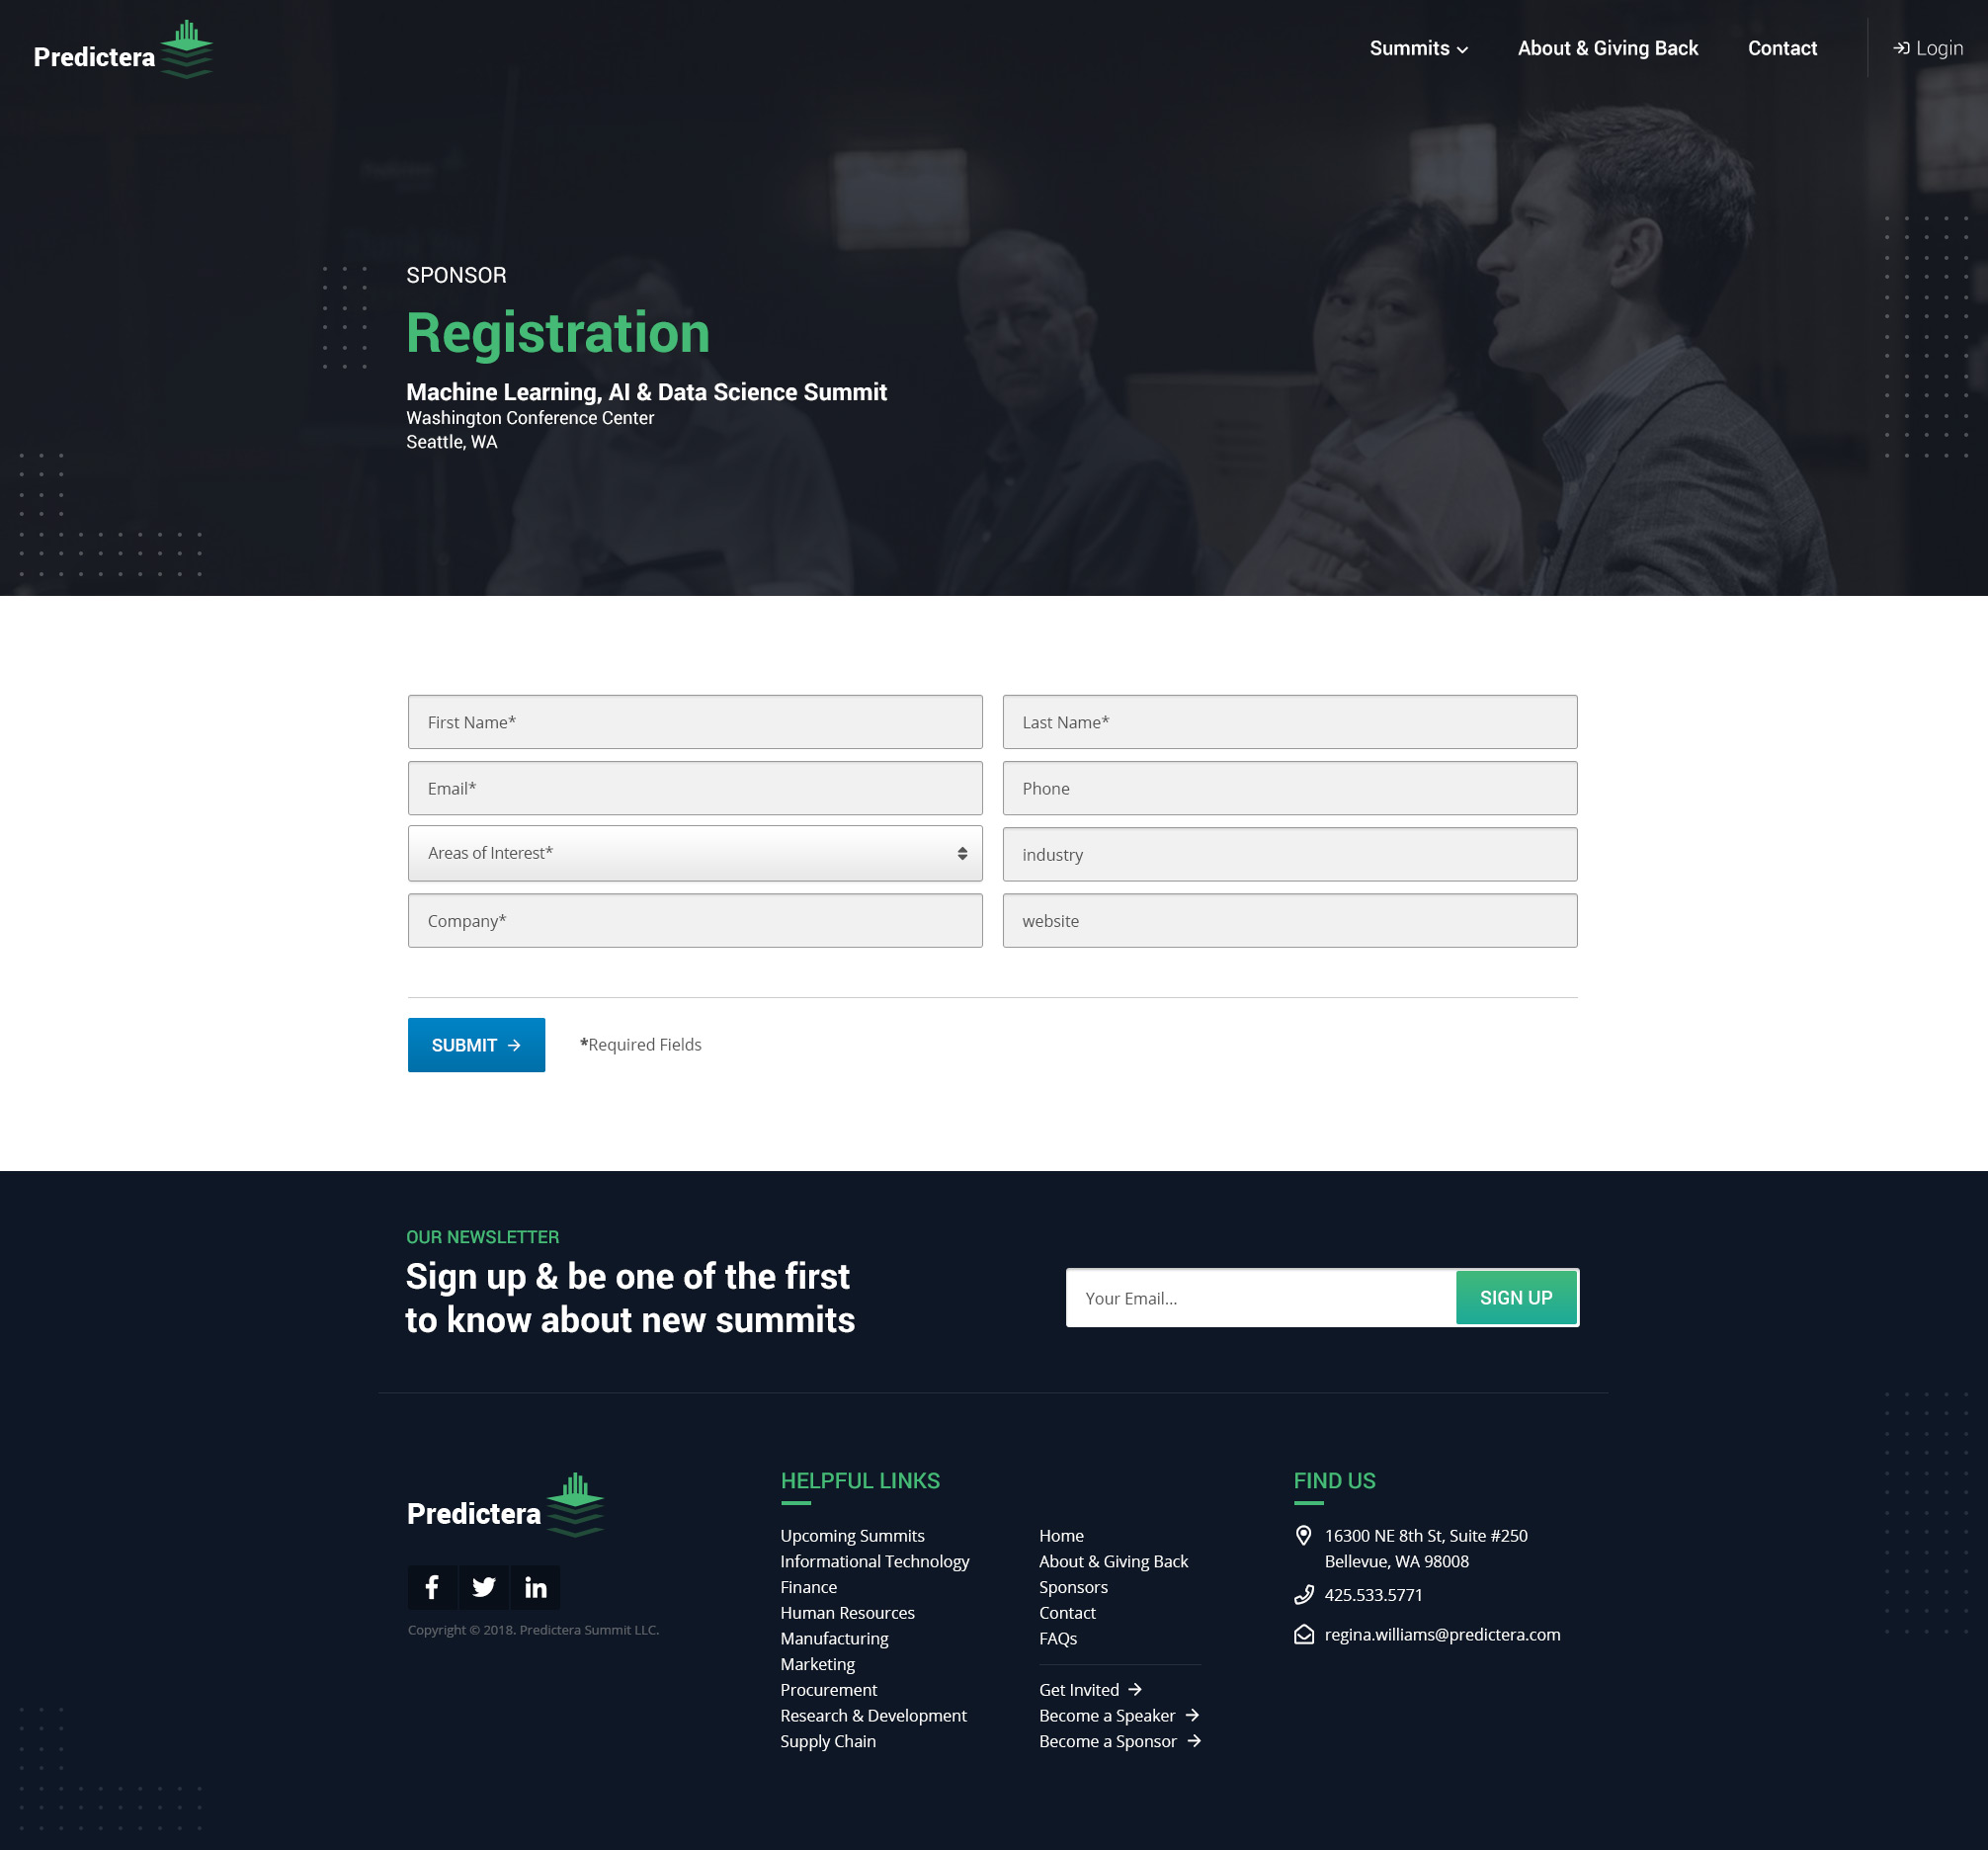 Predictera
Summits
About & Giving Back
Contact
Login
SPONSOR
Registration
Machine Learning, AI & Data Science Summit
Washington Conference Center
Seattle, WA
First Name*
Last Name*
Email*
Phone
Areas of Interest*
industry
Company*
website
SUBMIT
*Required Fields
OUR NEWSLETTER
Sign up & be one of the first
to know about new summits
Your Email...
SIGN UP
Predictera
Copyright © 2018. Predictera Summit LLC.
HELPFUL LINKS
Upcoming Summits
Informational Technology
Finance
Human Resources
Manufacturing
Marketing
Procurement
Research & Development
Supply Chain
Home
About & Giving Back
Sponsors
Contact
FAQs
Get Invited
Become a Speaker
Become a Sponsor
FIND US
16300 NE 8th St, Suite #250
Bellevue, WA 98008
425.533.5771
regina.williams@predictera.com